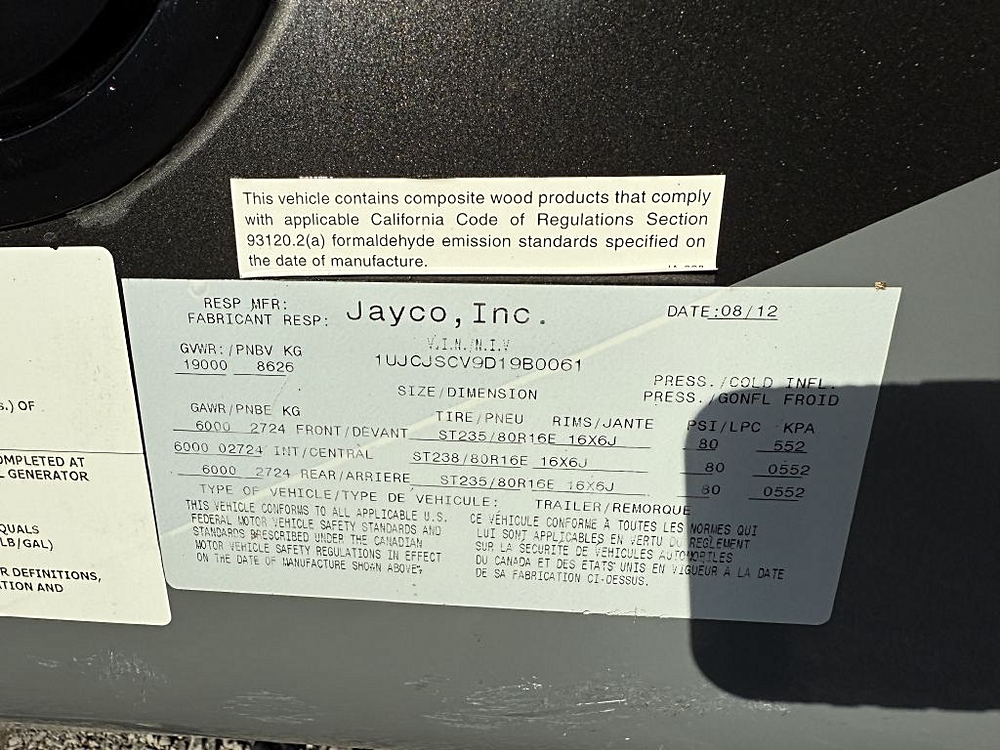 This vehicle contains composite wood products that comply
with applicable California Code of Regulations Section
93120.2(a) formaldehyde emission standards specified on
the date of manufacture.
RESP MFR:
FABRICANT RESP: Jayco, Inc. DATE:08/12
V.I.N./N.I.V
GVWR:/PNBV KG
19000 8626 1UJCJSCV9D19B0061
SIZE/DIMENSION PRESS./COLD INFL.
PRESS./GONFL FROID
GAWR/PNBE KG TIRE/PNEU RIMS/JANTE PSI/LPC KPA
6000 2724 FRONT/DEVANT ST235/80R16E 16X6J 80 552
6000 02724 INT/CENTRAL ST238/80R16E 16X6J 80 0552
6000 2724 REAR/ARRIERE ST235/80R16E 16X6J 80 0552
TYPE OF VEHICLE/TYPE DE VEHICULE: TRAILER/REMORQUE
THIS VEHICLE CONFORMS TO ALL APPLICABLE U.S.
FEDERAL MOTOR VEHICLE SAFETY STANDARDS AND
STANDARDS PRESCRIBED UNDER THE CANADIAN
MOTOR VEHICLE SAFETY REGULATIONS IN EFFECT
ON THE DATE OF MANUFACTURE SHOWN ABOVE.
CE VÉHICULE CONFORME À TOUTES LES NORMES QUI
LUI SONT APPLICABLES EN VERTU DU RÈGLEMENT
SUR LA SECURITE DE VEHICULES AUTOMOBILES
DU CANADA ET DES ETATS UNIS EN VIGUEUR A LA DATE
DE SA FABRICATION CI-DESSUS.
S.) OF
OMPLETED AT
L GENERATOR
QUALS
LB/GAL)
R DEFINITIONS,
TION AND